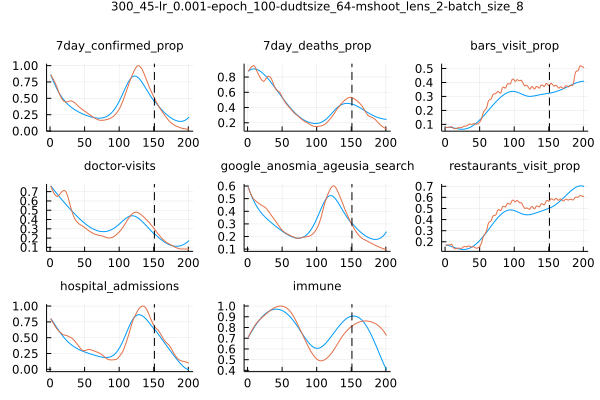 300_45-lr_0.001-epoch_100-dudtsize_64-mshoot_lens_2-batch_size_8
7day_confirmed_prop
7day_deaths_prop
bars_visit_prop
1.00
0.75
0.50
0.25
0.00
0 50 100 150 200
0.8
0.6
0.4
0.2
0 50 100 150 200
0.5
0.4
0.3
0.2
0.1
0 50 100 150 200
doctor-visits
google_anosmia_ageusia_search
restaurants_visit_prop
0.7
0.6
0.5
0.4
0.3
0.2
0.1
0 50 100 150 200
0.6
0.5
0.4
0.3
0.2
0.1
0 50 100 150 200
0.7
0.6
0.5
0.4
0.3
0.2
0 50 100 150 200
hospital_admissions
immune
1.00
0.75
0.50
0.25
0.00
0 50 100 150 200
1.0
0.9
0.8
0.7
0.6
0.5
0.4
0 50 100 150 200